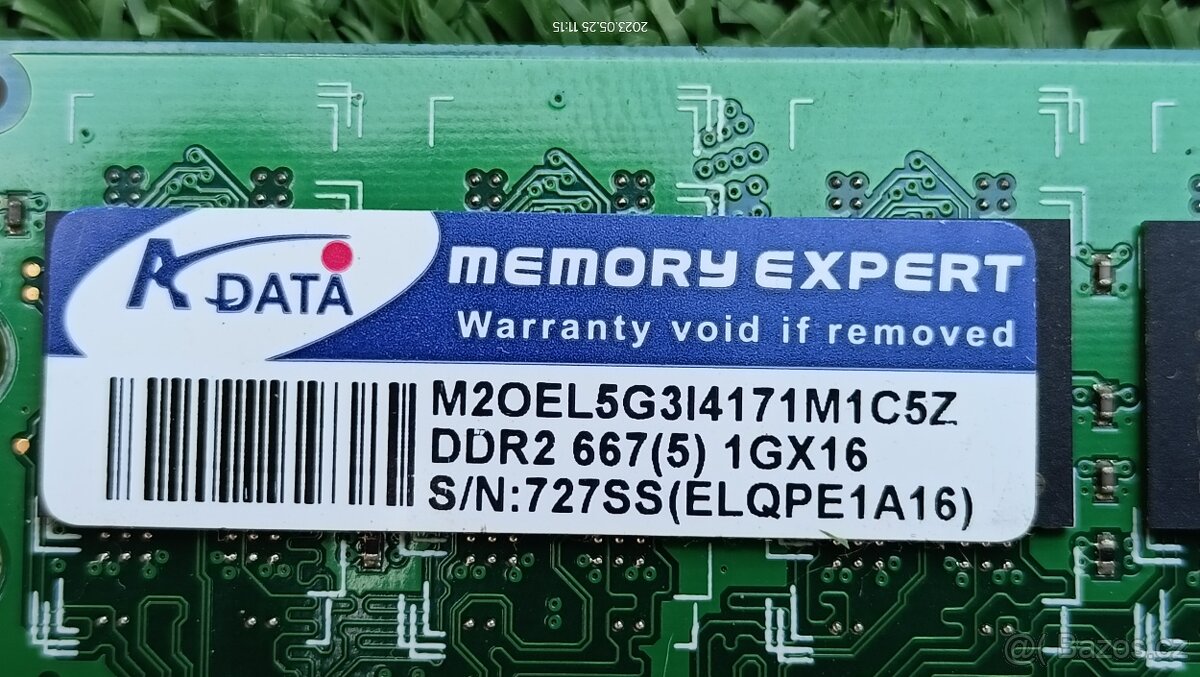 2023.05.25 11:15
ADATA
MEMORY EXPERT
Warranty void if removed
M2OEL5G3I4171M1C5Z
DDR2 667(5) 1GX16
S/N:727SS(ELQPE1A16)
@( Bazos.cz